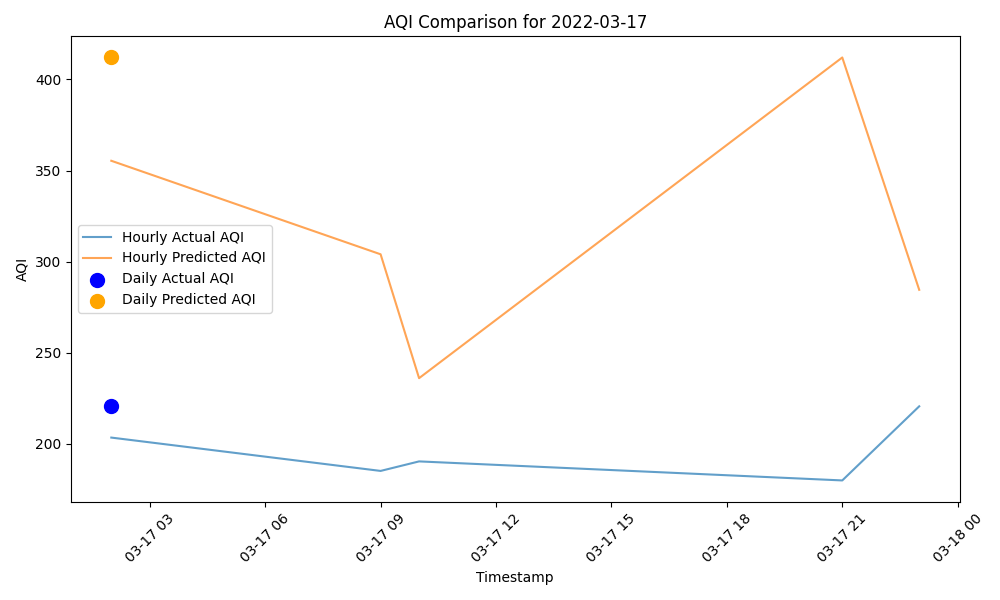 AQI Comparison for 2022-03-17
AQI
400
350
300
250
200
Hourly Actual AQI
Hourly Predicted AQI
Daily Actual AQI
Daily Predicted AQI
03-17 03
03-17 06
03-17 09
03-17 12
03-17 15
03-17 18
03-17 21
03-18 00
Timestamp